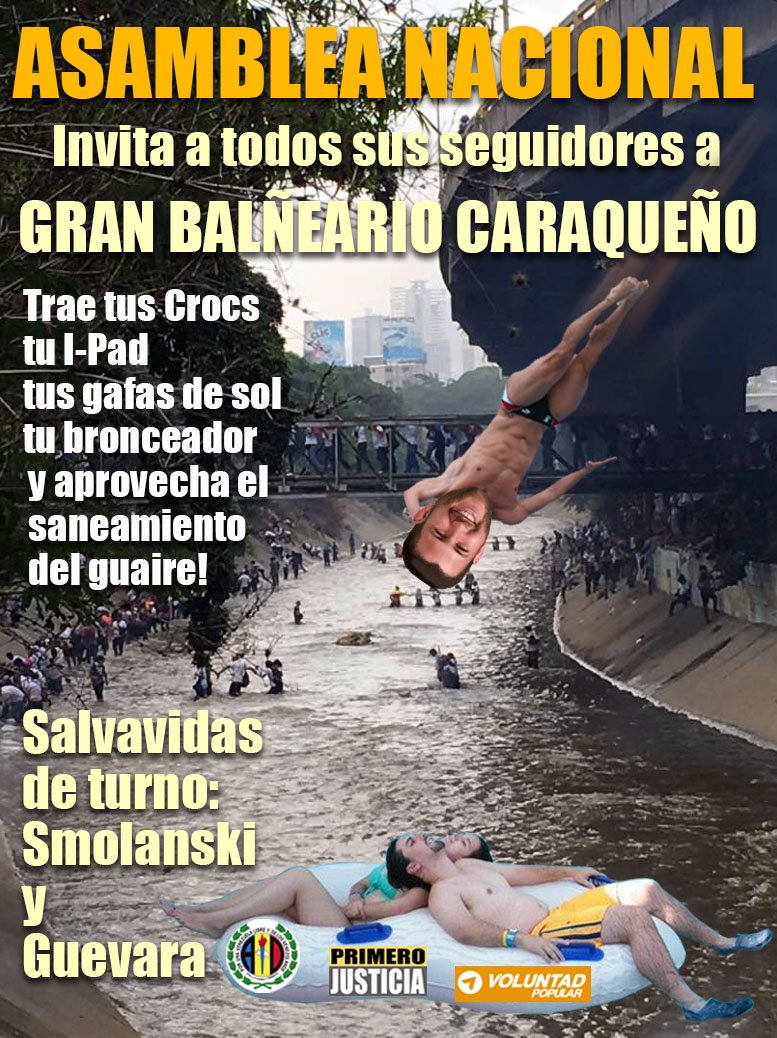 ASAMBLEA NACIONAL
Invita a todos sus seguidores a
GRAN BALÑEARIO CARAQUEÑO
Trae tus Crocs
tu I-Pad
tus gafas de sol
tu bronceador
y aprovecha el
saneamiento
del guaire!
Salvavidas
de turno:
Smolanski
y
Guevara
AD
PRIMERO
JUSTICIA
VOLUNTAD
POPULAR